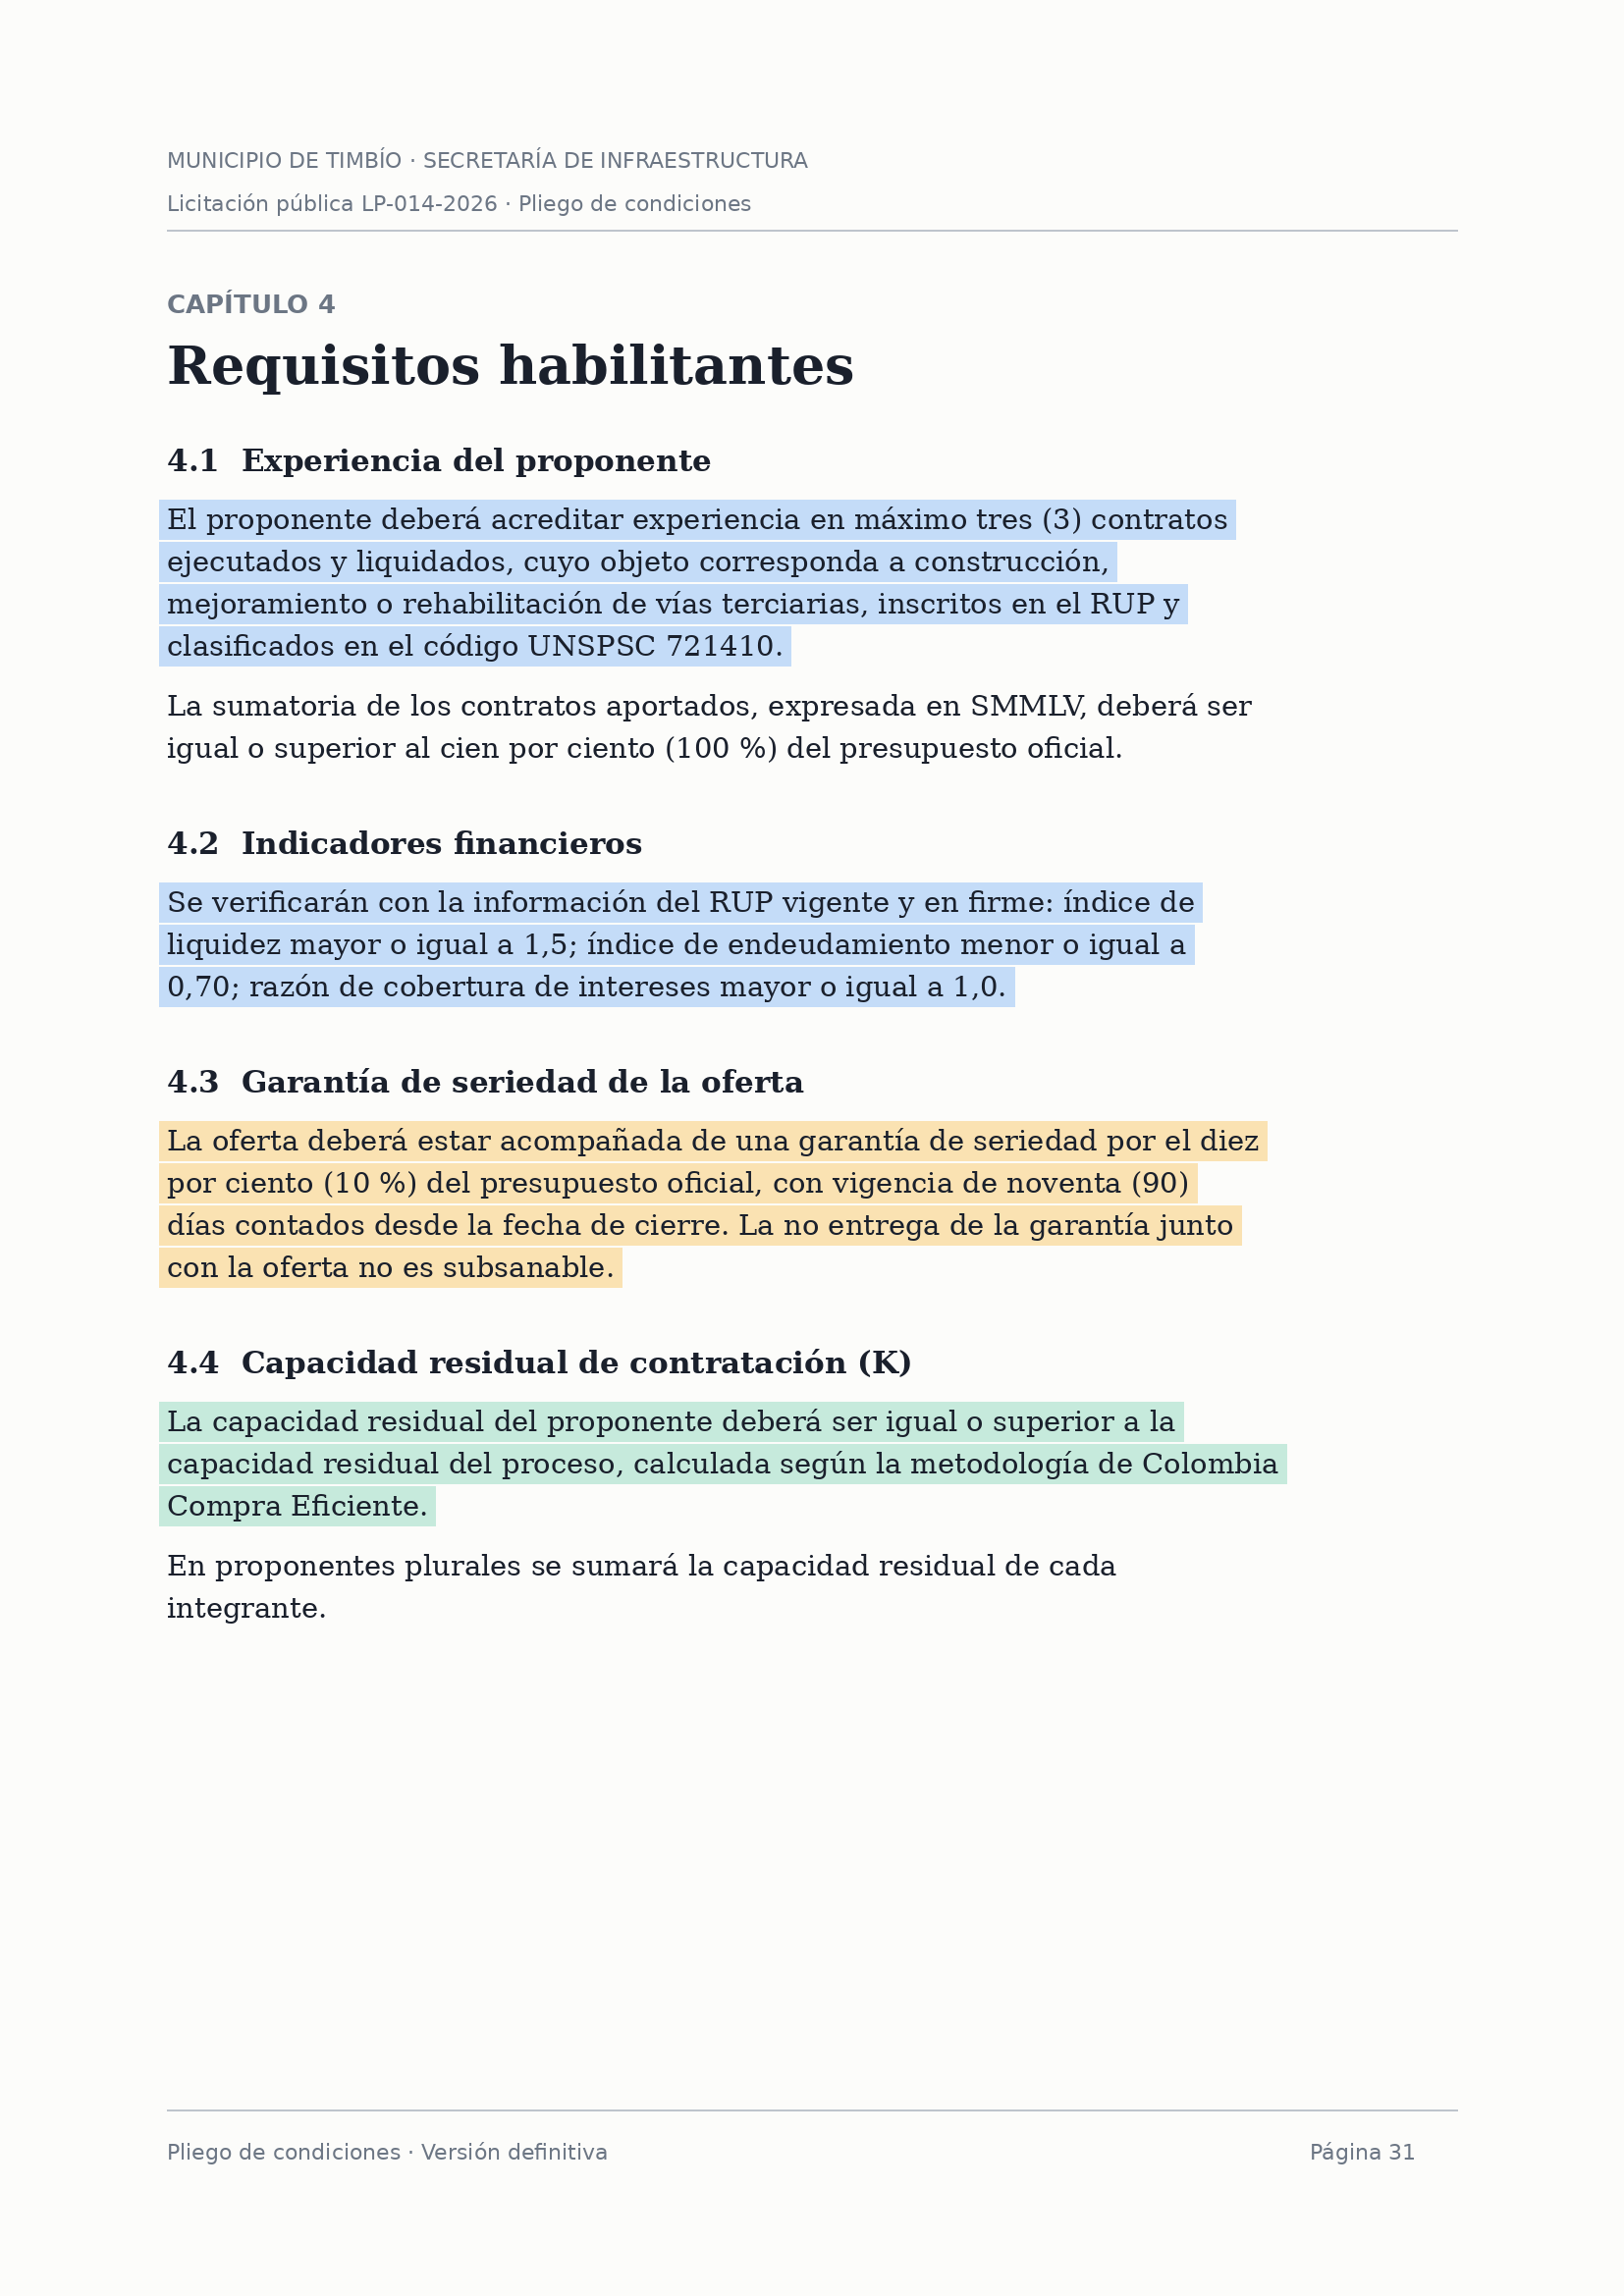 MUNICIPIO DE TIMBÍO · SECRETARÍA DE INFRAESTRUCTURA
Licitación pública LP-014-2026 · Pliego de condiciones
CAPÍTULO 4
Requisitos habilitantes
4.1 Experiencia del proponente
El proponente deberá acreditar experiencia en máximo tres (3) contratos
ejecutados y liquidados, cuyo objeto corresponda a construcción,
mejoramiento o rehabilitación de vías terciarias, inscritos en el RUP y
clasificados en el código UNSPSC 721410.
La sumatoria de los contratos aportados, expresada en SMMLV, deberá ser
igual o superior al cien por ciento (100 %) del presupuesto oficial.
4.2 Indicadores financieros
Se verificarán con la información del RUP vigente y en firme: índice de
liquidez mayor o igual a 1,5; índice de endeudamiento menor o igual a
0,70; razón de cobertura de intereses mayor o igual a 1,0.
4.3 Garantía de seriedad de la oferta
La oferta deberá estar acompañada de una garantía de seriedad por el diez
por ciento (10 %) del presupuesto oficial, con vigencia de noventa (90)
días contados desde la fecha de cierre. La no entrega de la garantía junto
con la oferta no es subsanable.
4.4 Capacidad residual de contratación (K)
La capacidad residual del proponente deberá ser igual o superior a la
capacidad residual del proceso, calculada según la metodología de Colombia
Compra Eficiente.
En proponentes plurales se sumará la capacidad residual de cada
integrante.
Pliego de condiciones · Versión definitiva
Página 31